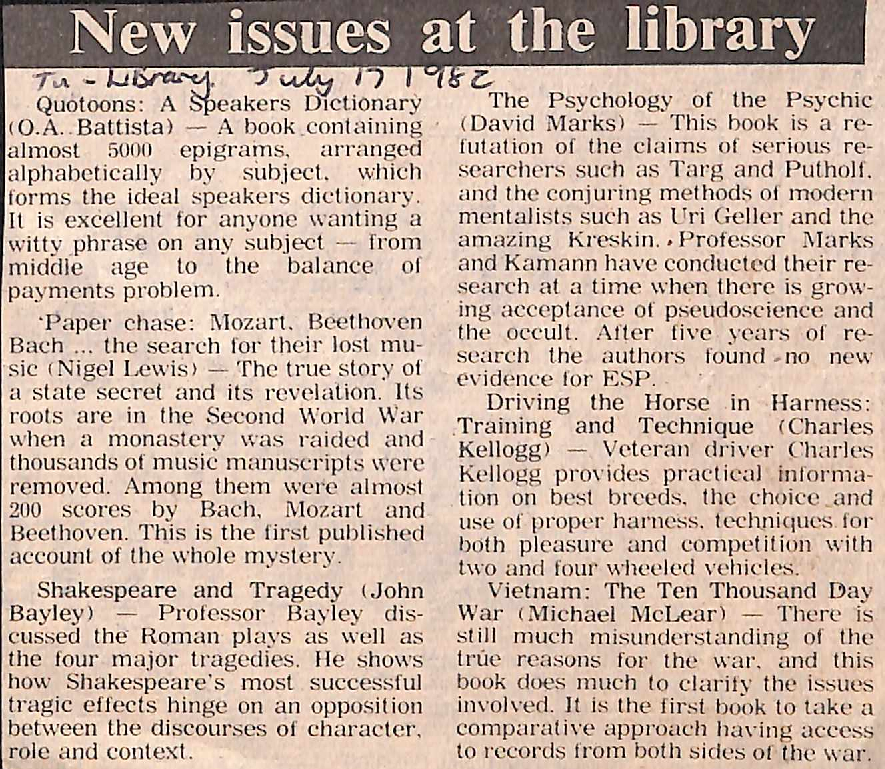 New issues at the library
Tu - Library July 17 1982
Quotoons: A Speakers Dictionary
(O.A. Battista) — A book containing
almost 5000 epigrams, arranged
alphabetically by subject, which
forms the ideal speakers dictionary.
It is excellent for anyone wanting a
witty phrase on any subject — from
middle age to the balance of
payments problem.
'Paper chase: Mozart, Beethoven
Bach ... the search for their lost mu-
sic (Nigel Lewis) — The true story of
a state secret and its revelation. Its
roots are in the Second World War
when a monastery was raided and
thousands of music manuscripts were
removed. Among them were almost
200 scores by Bach, Mozart and
Beethoven. This is the first published
account of the whole mystery.
Shakespeare and Tragedy (John
Bayley) — Professor Bayley dis-
cussed the Roman plays as well as
the four major tragedies. He shows
how Shakespeare's most successful
tragic effects hinge on an opposition
between the discourses of character,
role and context.
The Psychology of the Psychic
(David Marks) — This book is a re-
futation of the claims of serious re-
searchers such as Targ and Putholf,
and the conjuring methods of modern
mentalists such as Uri Geller and the
amazing Kreskin. Professor Marks
and Kamann have conducted their re-
search at a time when there is grow-
ing acceptance of pseudoscience and
the occult. After five years of re-
search the authors found no new
evidence for ESP.
Driving the Horse in Harness:
Training and Technique (Charles
Kellogg) — Veteran driver Charles
Kellogg provides practical informa-
tion on best breeds, the choice and
use of proper harness, techniques for
both pleasure and competition with
two and four wheeled vehicles.
Vietnam: The Ten Thousand Day
War (Michael McLear) — There is
still much misunderstanding of the
true reasons for the war, and this
book does much to clarify the issues
involved. It is the first book to take a
comparative approach having access
to records from both sides of the war.